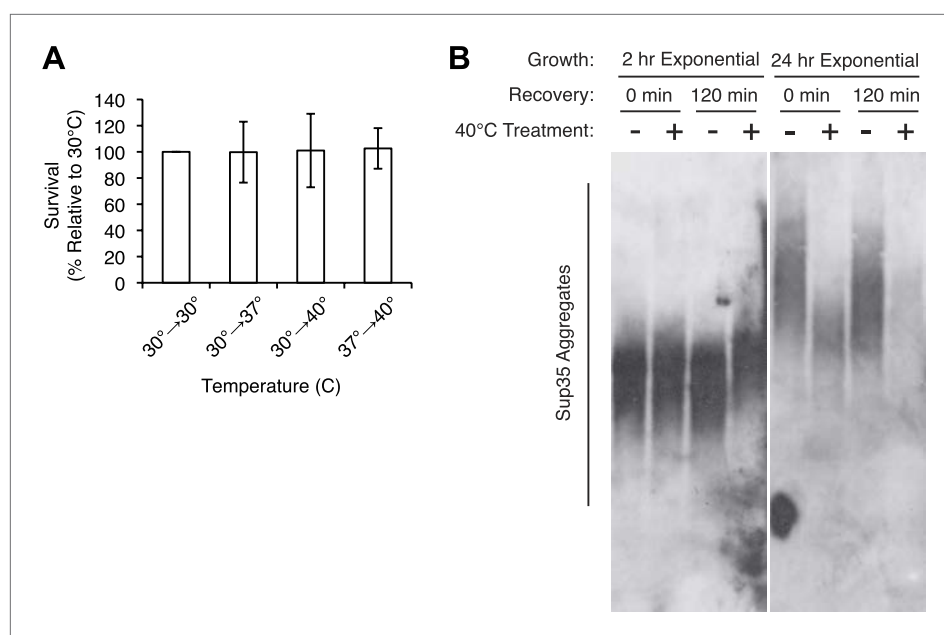 A
Survival
(% Relative to 30°C)
140
120
100
80
60
40
20
0
30°→30°
30°→37°
30°→40°
37°→40°
Temperature (C)
B
Growth: 2 hr Exponential 24 hr Exponential
Recovery: 0 min 120 min 0 min 120 min
40°C Treatment: - + - + - + - +
Sup35 Aggregates